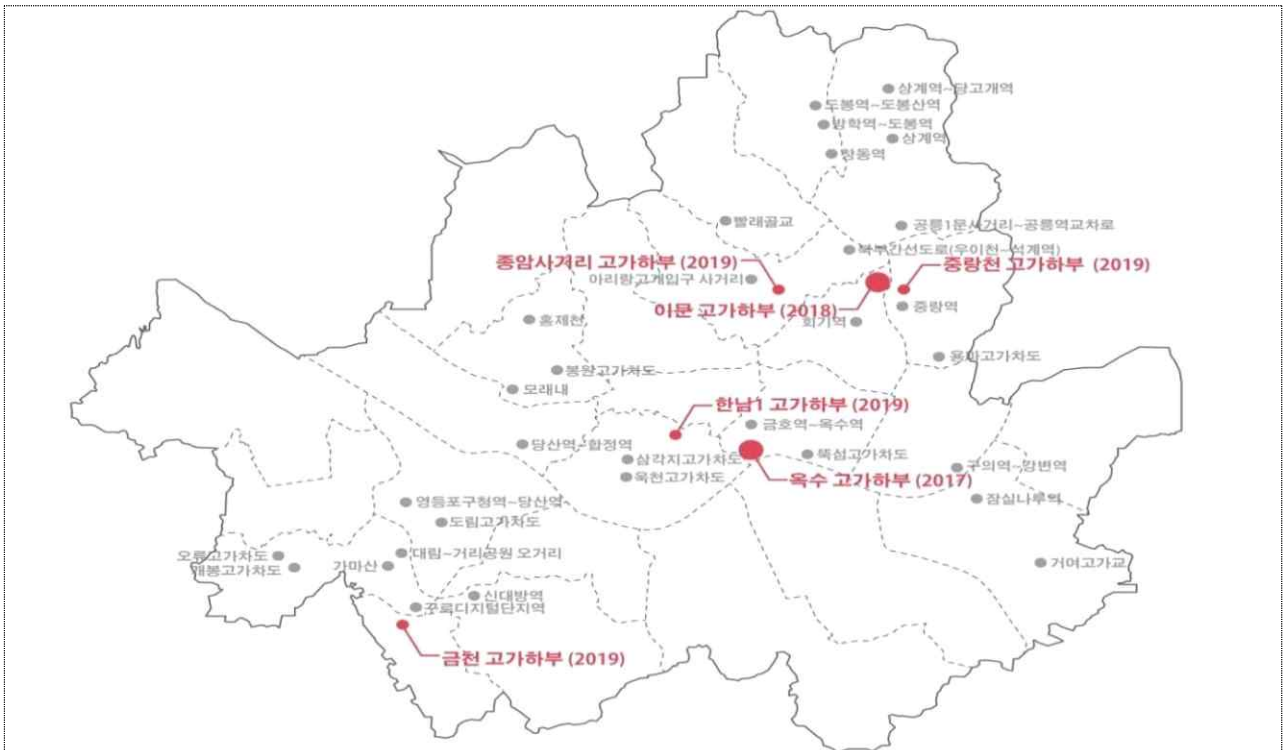 삼계역~당고개역
도봉역~도봉산역
방학역~도봉역
삼계역
창동역
빨래골교
공릉1문사거리~공릉역교차로
북부간선도로(우이천~석계역)
종암사거리 고가하부 (2019)
중랑천 고가하부 (2019)
아리랑고개입구 사거리
이문 고가하부 (2018)
중랑역
회기역
홍제천
용마고가차도
봉원고가차도
모래내
한남1 고가하부 (2019)
금호역~옥수역
당산역~합정역
뚝섬고가차도
삼각지고가차도
구의역~강변역
욱천고가차도
옥수 고가하부 (2017)
잠실나루역
영등포구청역~당산역
도림고가차도
오류고가차도
대림~거리공원 오거리
개봉고가차도
가마산
거여고가교
신대방역
구로디지털단지역
금천 고가하부 (2019)